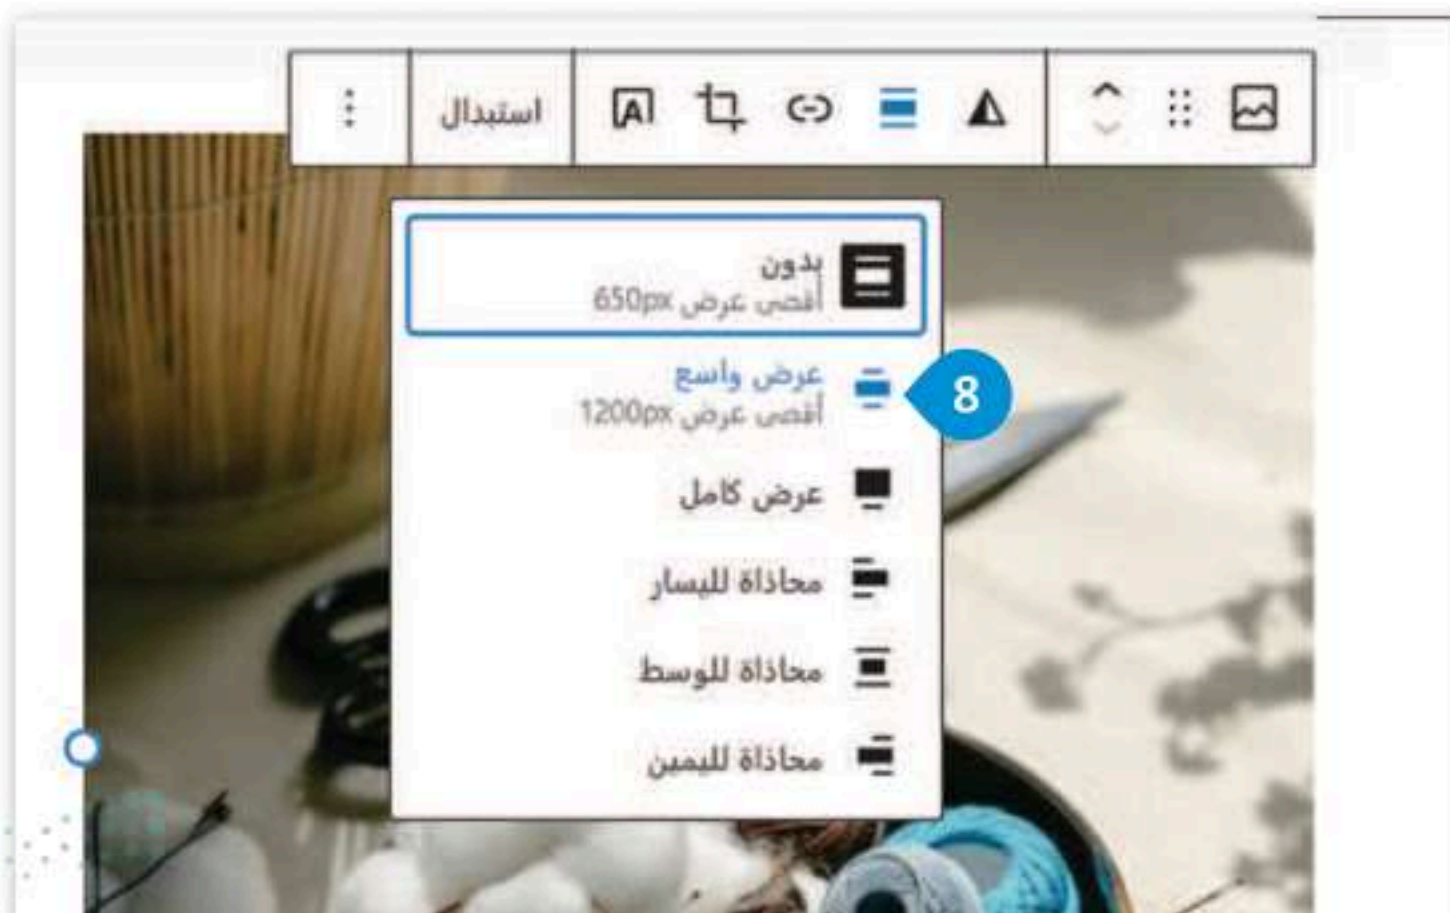 استبدال
A
بدون
أقصى عرض 650px
عرض واسع
أقصى عرض 1200px
8
عرض كامل
محاذاة لليسار
محاذاة للوسط
محاذاة لليمين